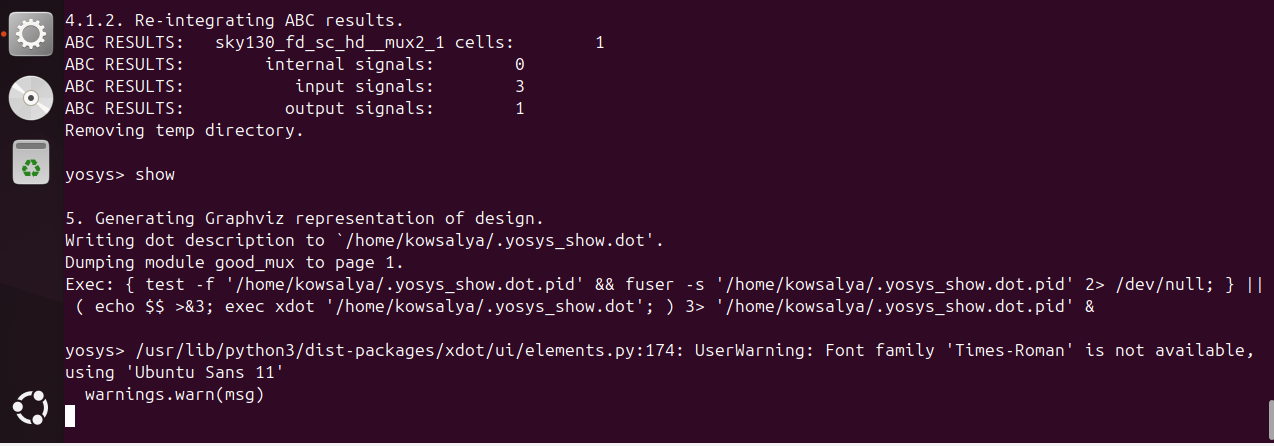 4.1.2. Re-integrating ABC results.
ABC RESULTS:   sky130_fd_sc_hd__mux2_1 cells:        1
ABC RESULTS:        internal signals:        0
ABC RESULTS:           input signals:        3
ABC RESULTS:          output signals:        1
Removing temp directory.
yosys> show
5. Generating Graphviz representation of design.
Writing dot description to `/home/kowsalya/.yosys_show.dot'.
Dumping module good_mux to page 1.
Exec: { test -f '/home/kowsalya/.yosys_show.dot.pid' && fuser -s '/home/kowsalya/.yosys_show.dot.pid' 2> /dev/null; } ||
 ( echo $$ >&3; exec xdot '/home/kowsalya/.yosys_show.dot'; ) 3> '/home/kowsalya/.yosys_show.dot.pid' &
yosys> /usr/lib/python3/dist-packages/xdot/ui/elements.py:174: UserWarning: Font family 'Times-Roman' is not available,
using 'Ubuntu Sans 11'
  warnings.warn(msg)